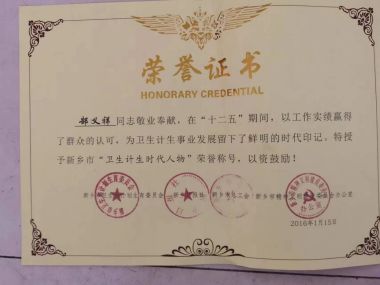 荣誉证书
HONORARY CREDENTIAL
郜义祥同志敬业奉献,在“十二五”期间,以工作实绩赢得
了群众的认可,为卫生计生事业发展留下了鲜明的时代印记。特授
予新乡市“卫生计生时代人物”荣誉称号,以资鼓励!
2016年1月15日